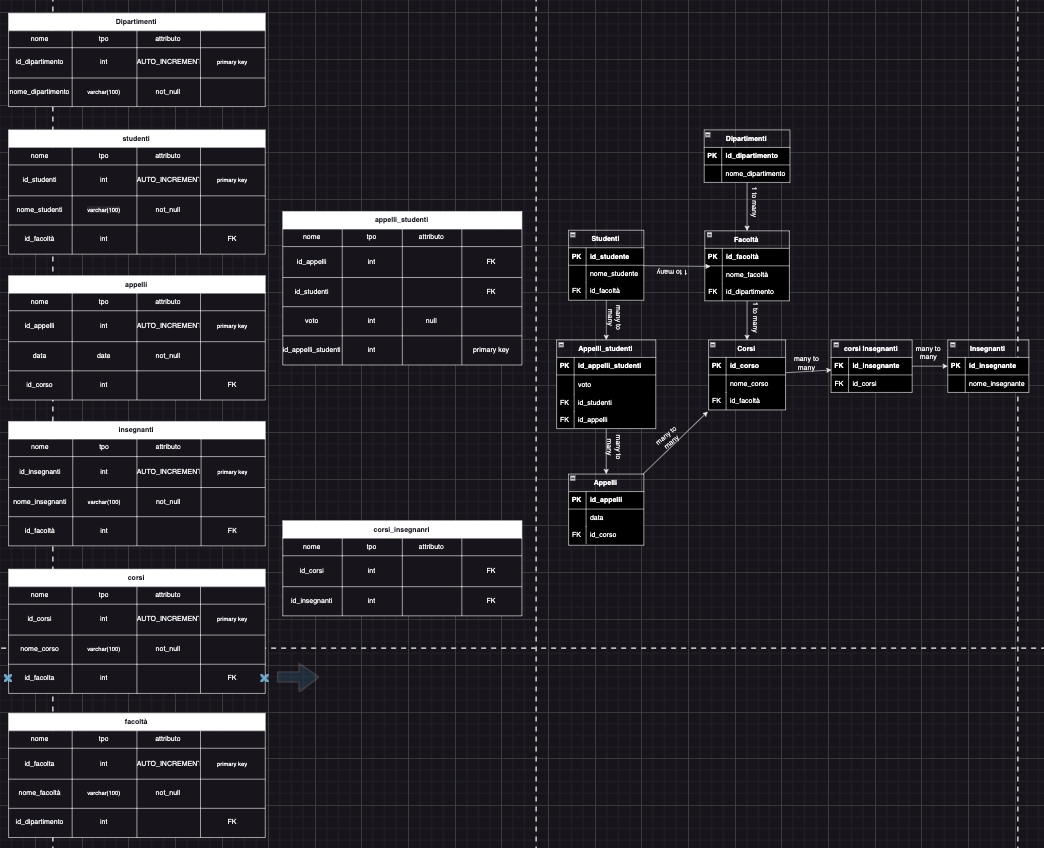 Dipartimenti
nome tpo attributo
id_dipartimento int AUTO_INCREMENT primary key
nome_dipartimento varchar(100) not_null
studenti
nome tpo attributo
id_studenti int AUTO_INCREMENT primary key
nome_studenti varchar(100) not_null
id_facoltà int FK
appelli
nome tpo attributo
id_appelli int AUTO_INCREMENT primary key
data date not_null
id_corso int FK
insegnanti
nome tpo attributo
id_insegnanti int AUTO_INCREMENT primary key
nome_insegnanti varchar(100) not_null
id_facoltà int FK
corsi
nome tpo attributo
id_corsi int AUTO_INCREMENT primary key
nome_corso varchar(100) not_null
id_facolta int FK
facoltà
nome tpo attributo
id_facolta int AUTO_INCREMENT primary key
nome_facoltà varchar(100) not_null
id_dipartimento int FK
appelli_studenti
nome tpo attributo
id_appelli int FK
id_studenti FK
voto int null
id_appelli_studenti int primary key
corsi_insegnanri
nome tpo attributo
id_corsi int FK
id_insegnanti int FK
Dipartimenti
PK id_dipartimento
nome_dipartimento
1 to many
Studenti
PK id_studente
nome_studente
FK id_facoltà
1 to many
Facoltà
PK id_facoltà
nome_facoltà
FK id_dipartimento
many to
many
1 to many
Appelli_studenti
PK id_appelli_studenti
voto
FK id_studenti
FK id_appelli
Corsi
PK id_corso
nome_corso
FK id_facoltà
many to
many
corsi insegnanti
FK id_insegnante
FK id_corsi
many to
many
Insegnanti
PK id_insegnante
nome_insegnante
many to
many
many to
many
Appelli
PK id_appelli
data
FK id_corso